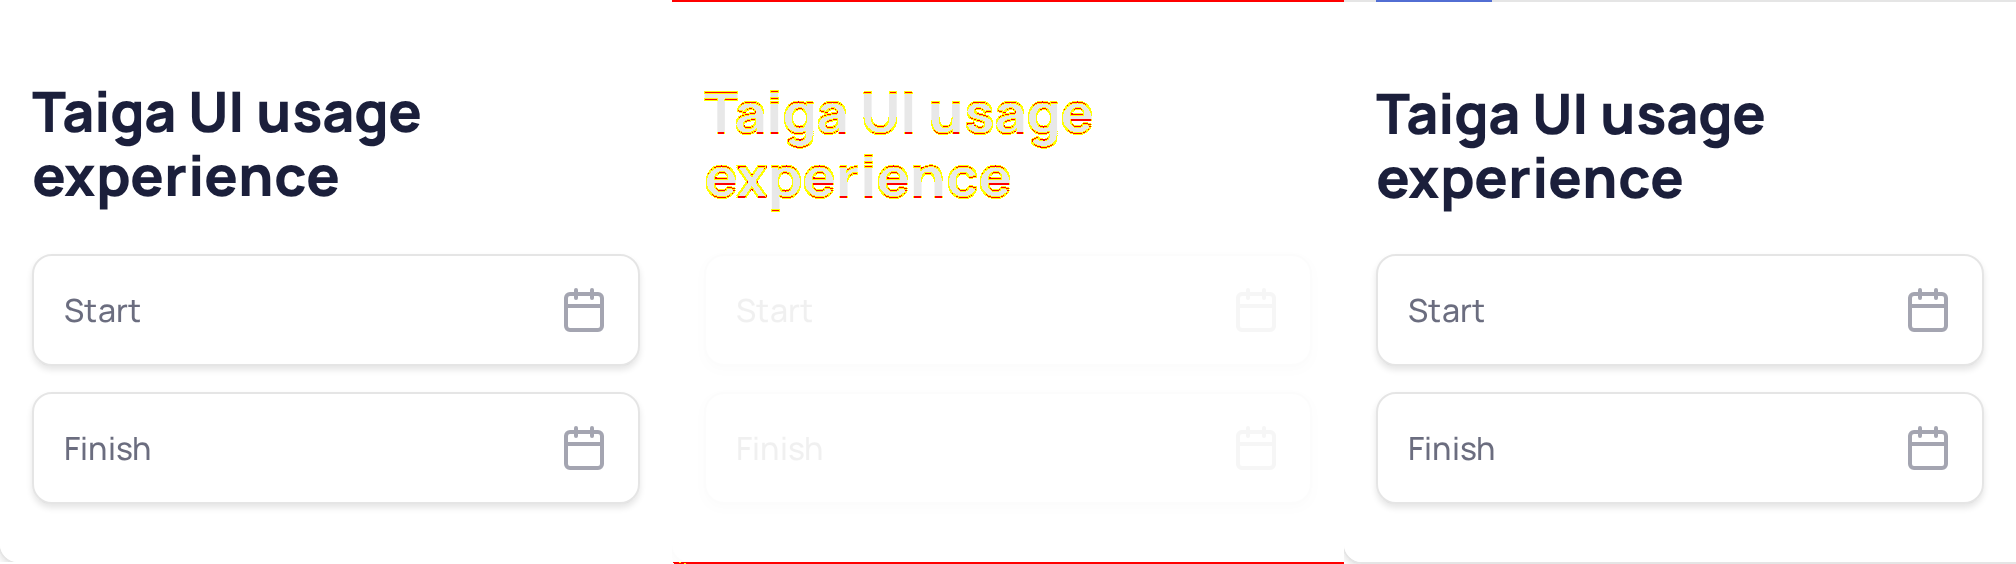 Taiga UI usage
experience
Start
Finish
Taiga UI usage
experience
Start
Finish
Taiga UI usage
experience
Start
Finish